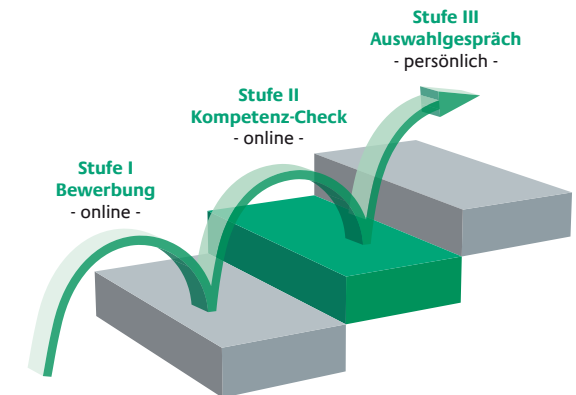 Stufe I
Bewerbung
- online -
Stufe II
Kompetenz-Check
- online -
Stufe III
Auswahlgespräch
- persönlich -